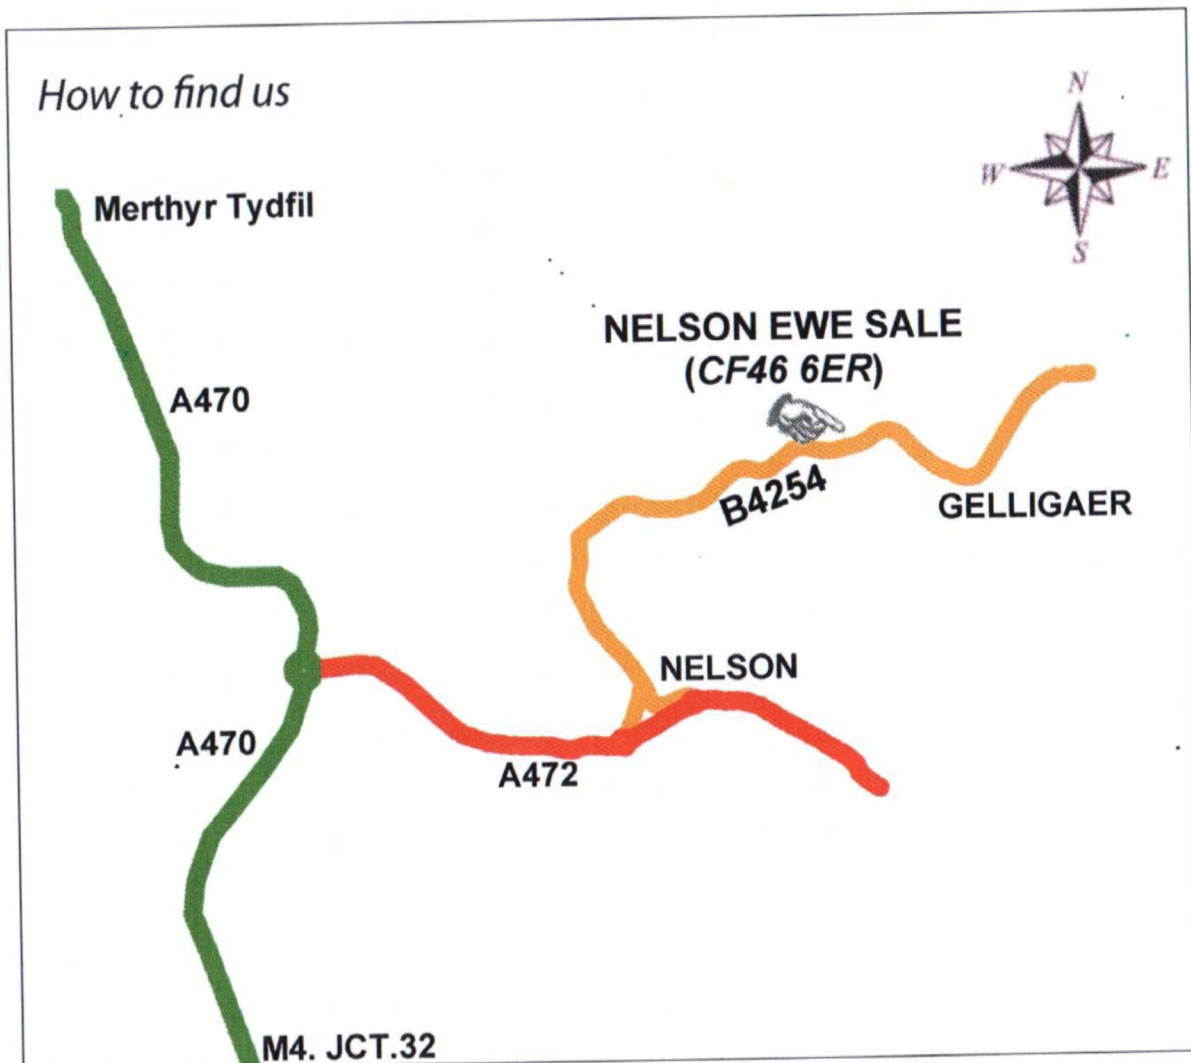 How to find us
N
W
E
S
Merthyr Tydfil
NELSON EWE SALE
(CF46 6ER)
A470
B4254
GELLIGAER
NELSON
A470
A472
M4. JCT.32